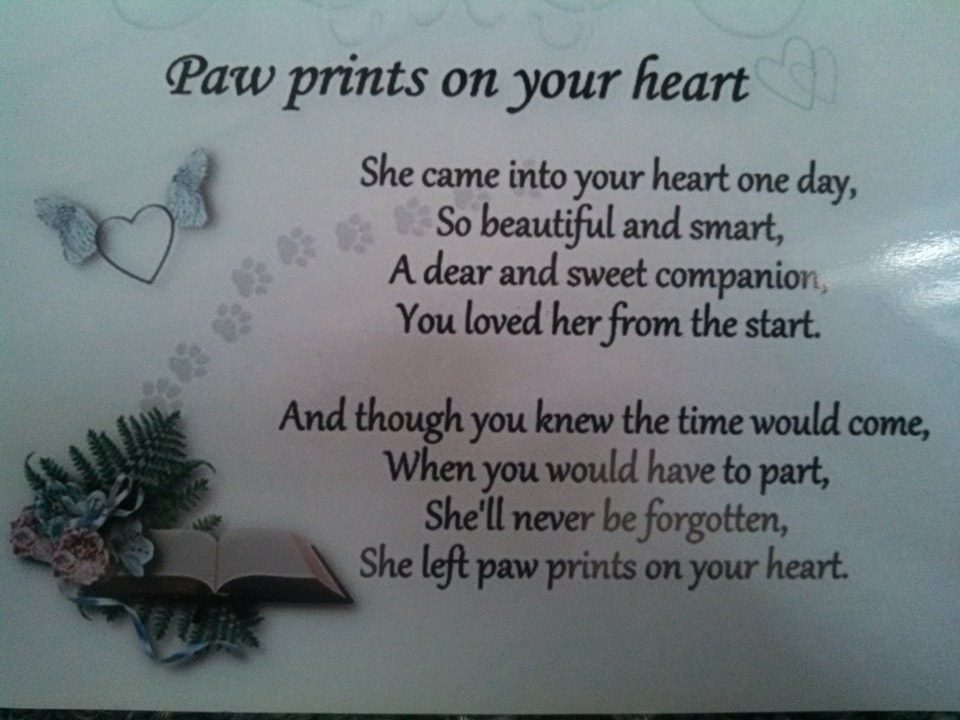 Paw prints on your heart
She came into your heart one day,
So beautiful and smart,
A dear and sweet companion,
You loved her from the start.
And though you knew the time would come,
When you would have to part,
She'll never be forgotten,
She left paw prints on your heart.